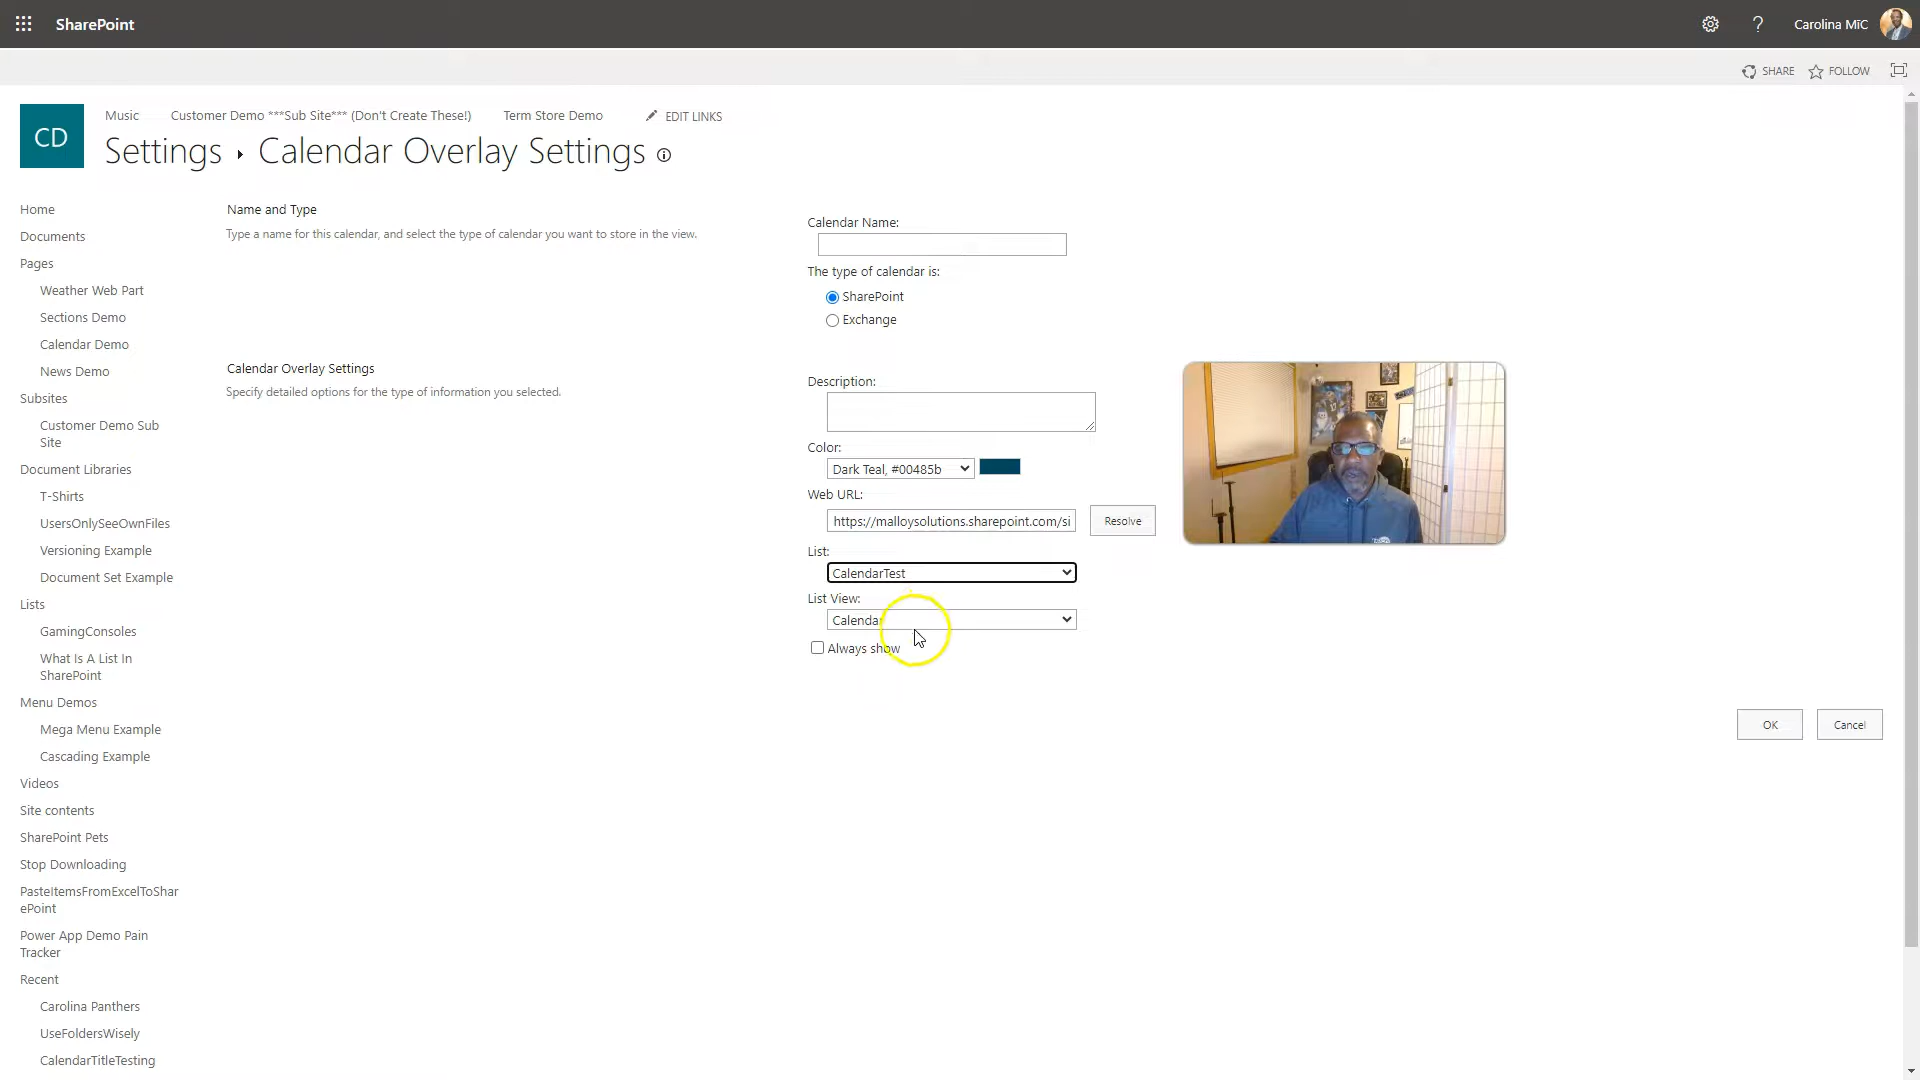 SharePoint
?
Carolina MiC
SHARE
FOLLOW
CD
Music
Customer Demo ***Sub Site*** (Don't Create These!)
Term Store Demo
EDIT LINKS
Settings
Calendar Overlay Settings
Home
Documents
Pages
Weather Web Part
Sections Demo
Calendar Demo
News Demo
Subsites
Customer Demo Sub
Site
Document Libraries
T-Shirts
UsersOnlySeeOwnFiles
Versioning Example
Document Set Example
Lists
GamingConsoles
What Is A List In
SharePoint
Menu Demos
Mega Menu Example
Cascading Example
Videos
Site contents
SharePoint Pets
Stop Downloading
PasteItemsFromExcelToShar
ePoint
Power App Demo Pain
Tracker
Recent
Carolina Panthers
UseFoldersWisely
CalendarTitleTesting
Name and Type
Type a name for this calendar, and select the type of calendar you want to store in the view.
Calendar Name:
The type of calendar is:
SharePoint
Exchange
Calendar Overlay Settings
Specify detailed options for the type of information you selected.
Description:
Color:
Dark Teal, #00485b
Web URL:
https://malloysolutions.sharepoint.com/si
Resolve
List:
CalendarTest
List View:
Calendar
Always show
OK
Cancel